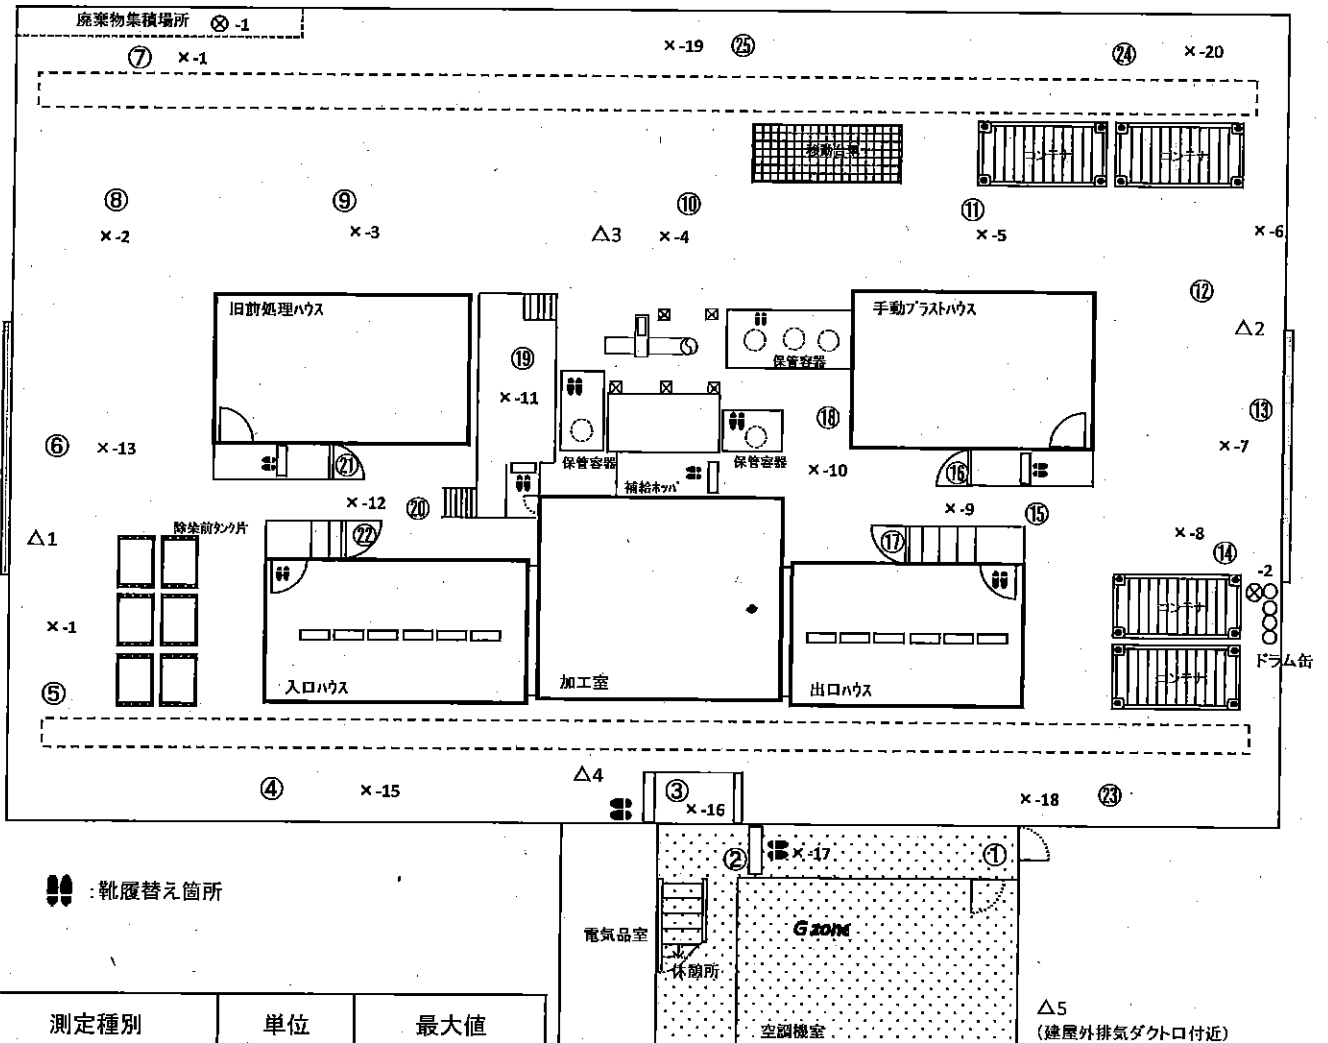 廃棄物集積場所 ⊗ -1
⑦ ×-1
×-19 ㉕
㉔ ×-20
移動台車
コンテナ
コンテナ
⑧
×-2
⑨
×-3
△3
⑩
×-4
⑪
×-5
×-6
⑫
△2
旧前処理ハウス
⑲
×-11
保管容器
手動ブラストハウス
⑬
×-7
⑥ ×-13
㉑
保管容器
補給ホッパ
保管容器
⑱
×-10
⑯
×-12 ⑳
×-9 ⑮
△1
除染前タンク片
㉒
⑰
×-8
⑭
-2
⊗
コンテナ
ドラム缶
×-1
⑤
入口ハウス
加工室
出口ハウス
コンテナ
④ ×-15
△4
③
×-16
×-18 ㉓
② ×-17 ①
:靴履替え箇所
電気品室
休憩所
G zone
空調機室
△5
(建屋外排気ダクト口付近)
測定種別 単位 最大値